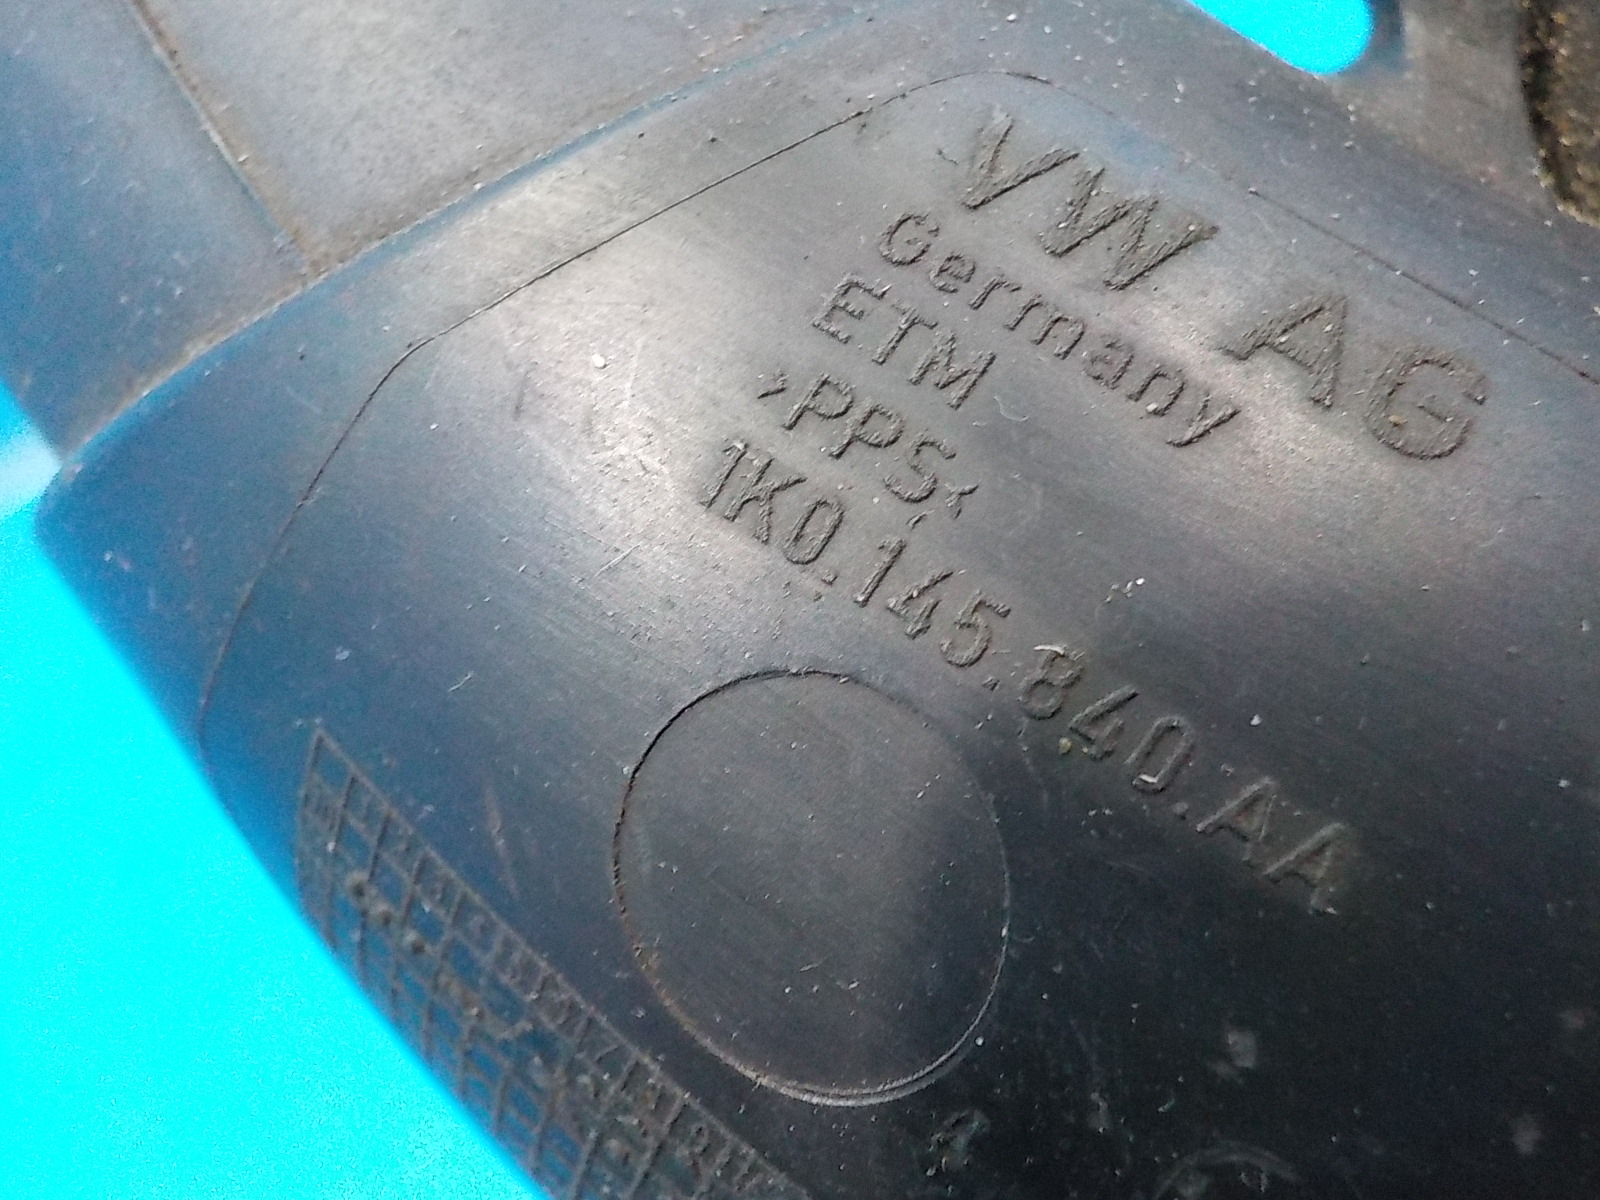 VW AG
Germany
ETM
>PPS<
1K0.145.840.AA